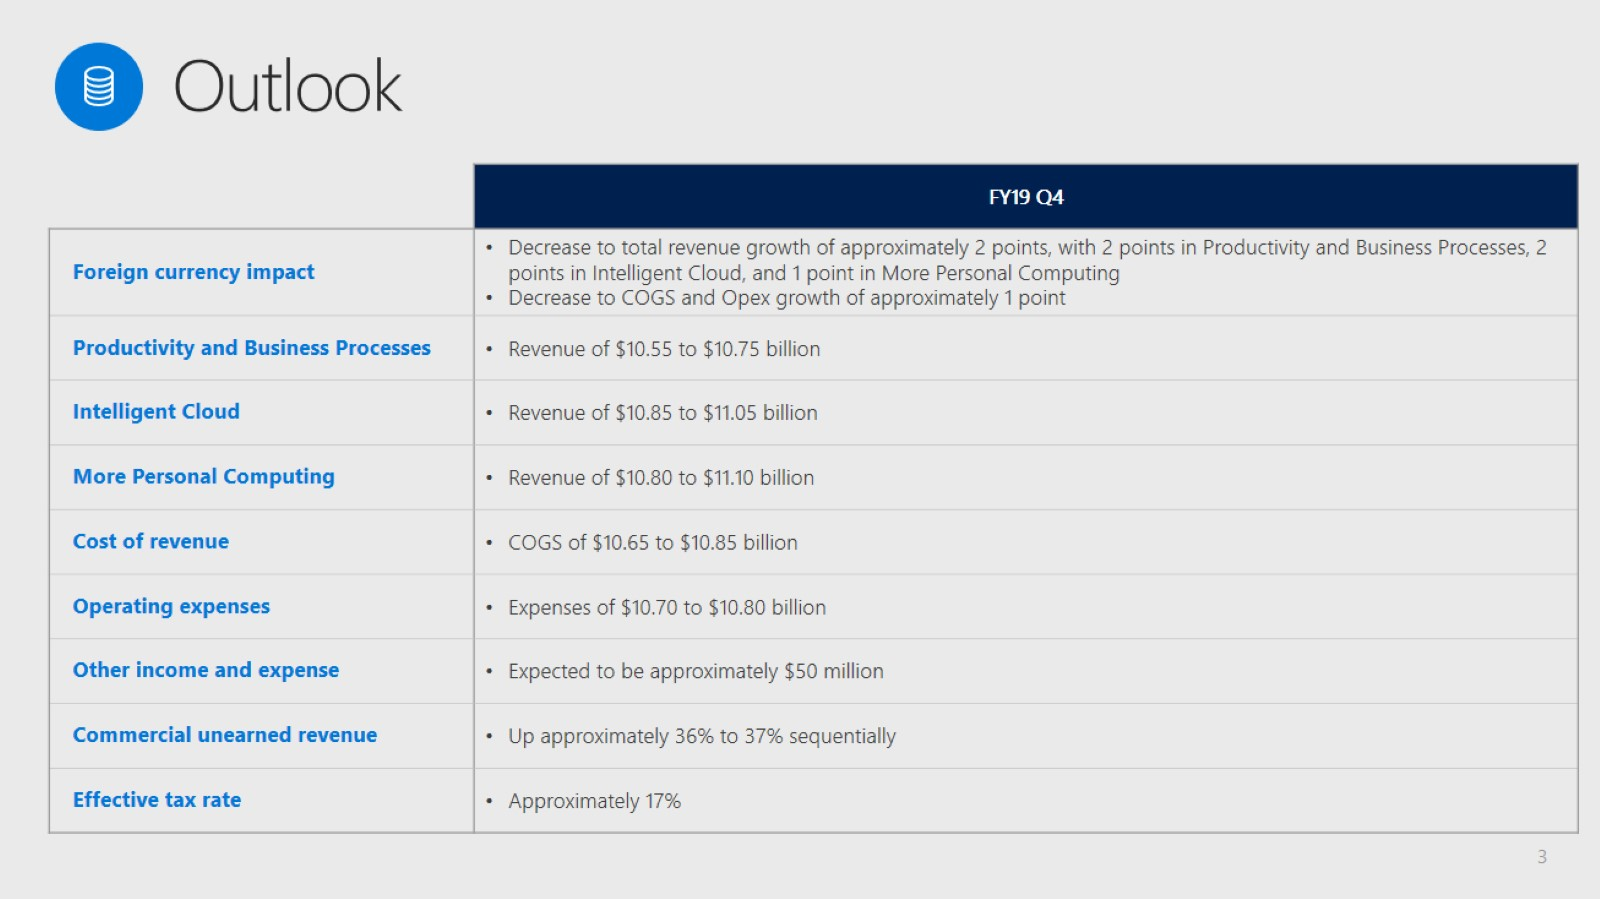 Outlook
FY19 Q4
Foreign currency impact
• Decrease to total revenue growth of approximately 2 points, with 2 points in Productivity and Business Processes, 2
points in Intelligent Cloud, and 1 point in More Personal Computing
• Decrease to COGS and Opex growth of approximately 1 point
Productivity and Business Processes
• Revenue of $10.55 to $10.75 billion
Intelligent Cloud
• Revenue of $10.85 to $11.05 billion
More Personal Computing
• Revenue of $10.80 to $11.10 billion
Cost of revenue
• COGS of $10.65 to $10.85 billion
Operating expenses
• Expenses of $10.70 to $10.80 billion
Other income and expense
• Expected to be approximately $50 million
Commercial unearned revenue
• Up approximately 36% to 37% sequentially
Effective tax rate
• Approximately 17%
3